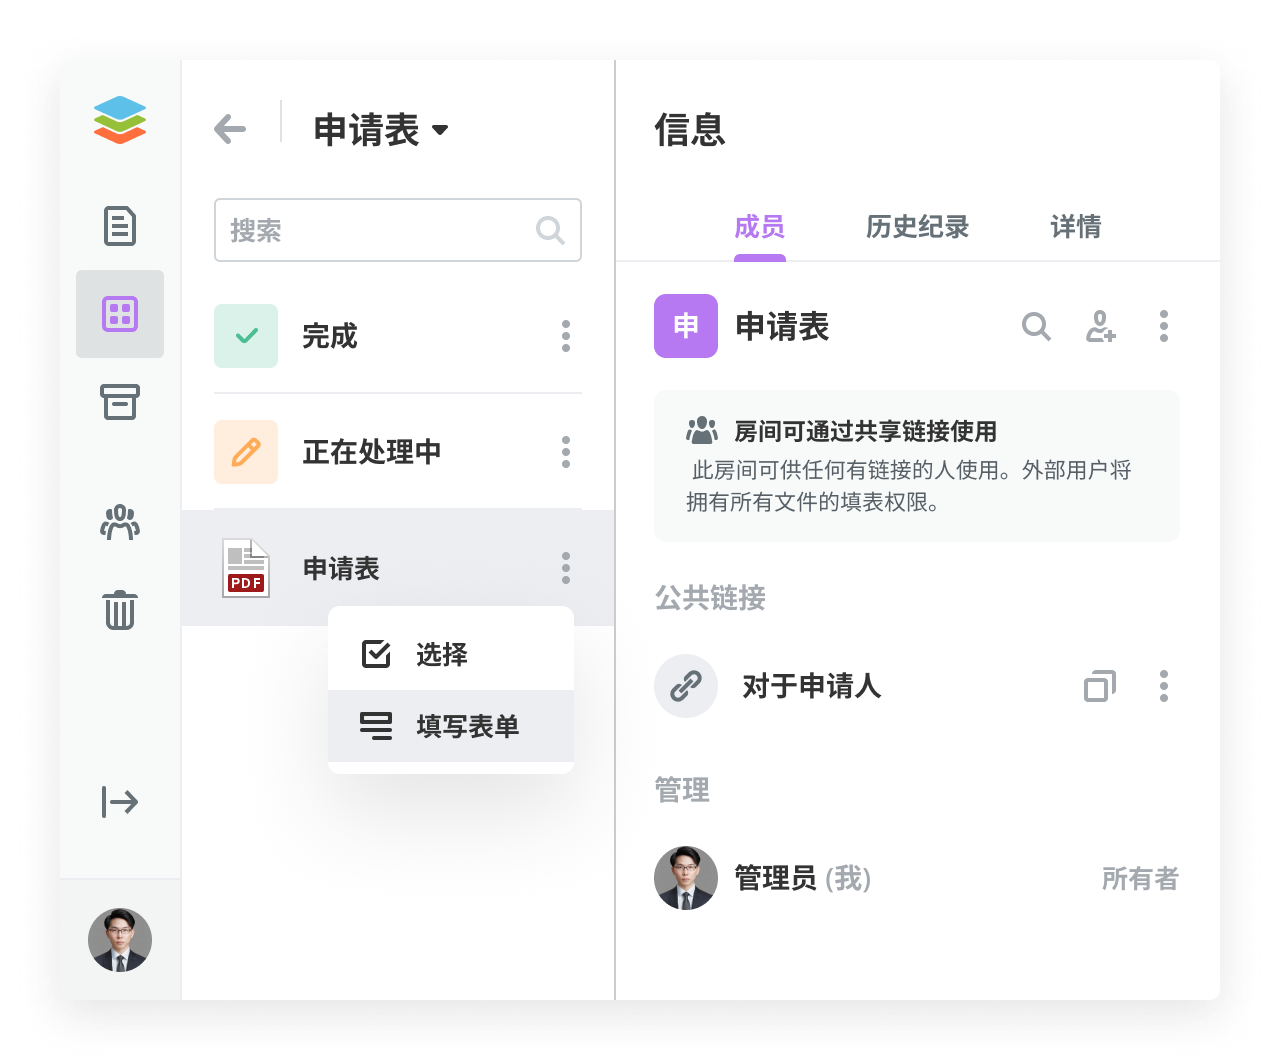 申请表
搜索
完成
正在处理中
PDF
申请表
选择
填写表单
信息
成员 历史纪录 详情
申 申请表
房间可通过共享链接使用
此房间可供任何有链接的人使用。外部用户将
拥有所有文件的填表权限。
公共链接
对于申请人
管理
管理员 (我) 所有者